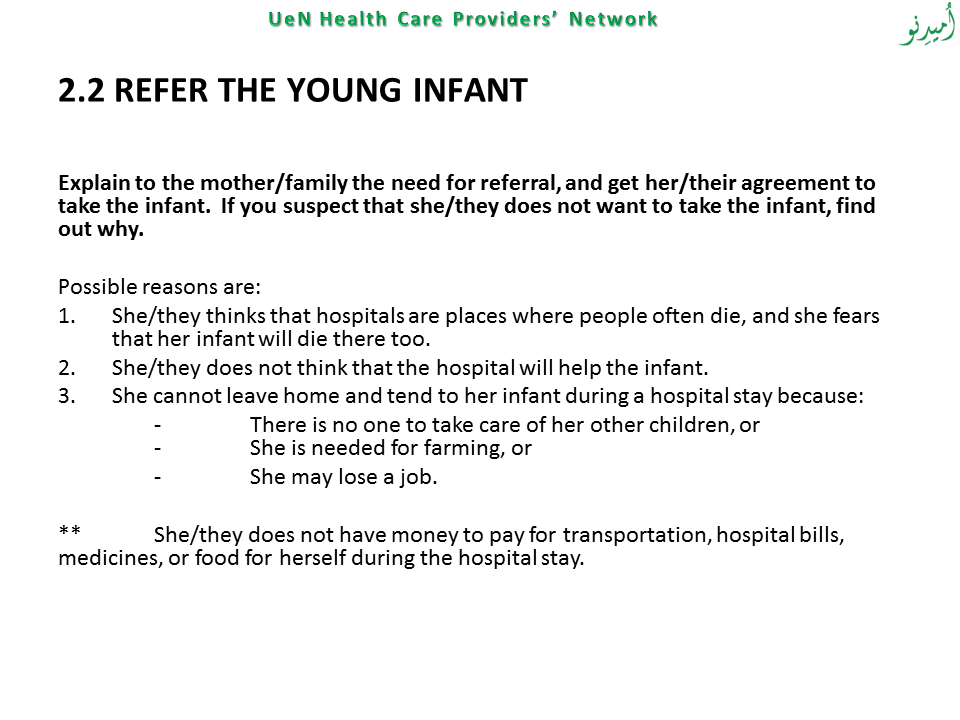 UeN Health Care Providers’ Network
اُمیدِنو
2.2 REFER THE YOUNG INFANT
Explain to the mother/family the need for referral, and get her/their agreement to
take the infant.  If you suspect that she/they does not want to take the infant, find
out why.
Possible reasons are:
1. She/they thinks that hospitals are places where people often die, and she fears
that her infant will die there too.
2. She/they does not think that the hospital will help the infant.
3. She cannot leave home and tend to her infant during a hospital stay because:
- There is no one to take care of her other children, or
- She is needed for farming, or
- She may lose a job.
** She/they does not have money to pay for transportation, hospital bills,
medicines, or food for herself during the hospital stay.